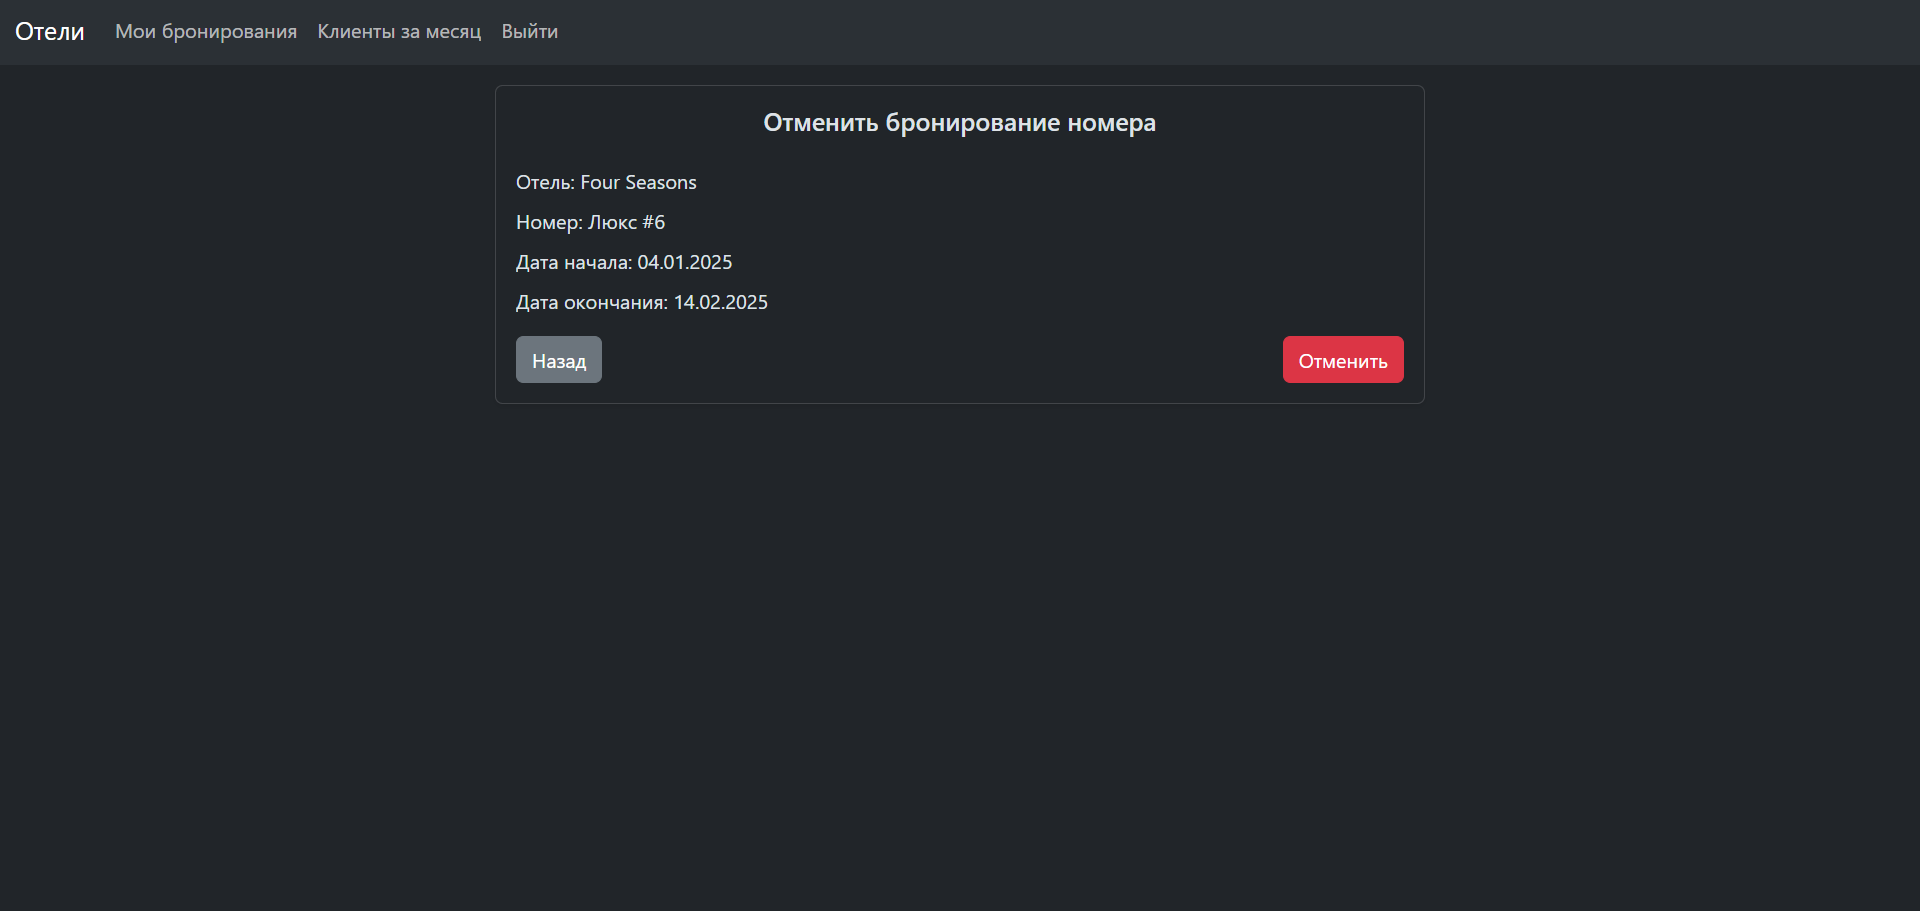 Отели Мои бронирования Клиенты за месяц Выйти
Отменить бронирование номера
Отель: Four Seasons
Номер: Люкс #6
Дата начала: 04.01.2025
Дата окончания: 14.02.2025
Назад Отменить